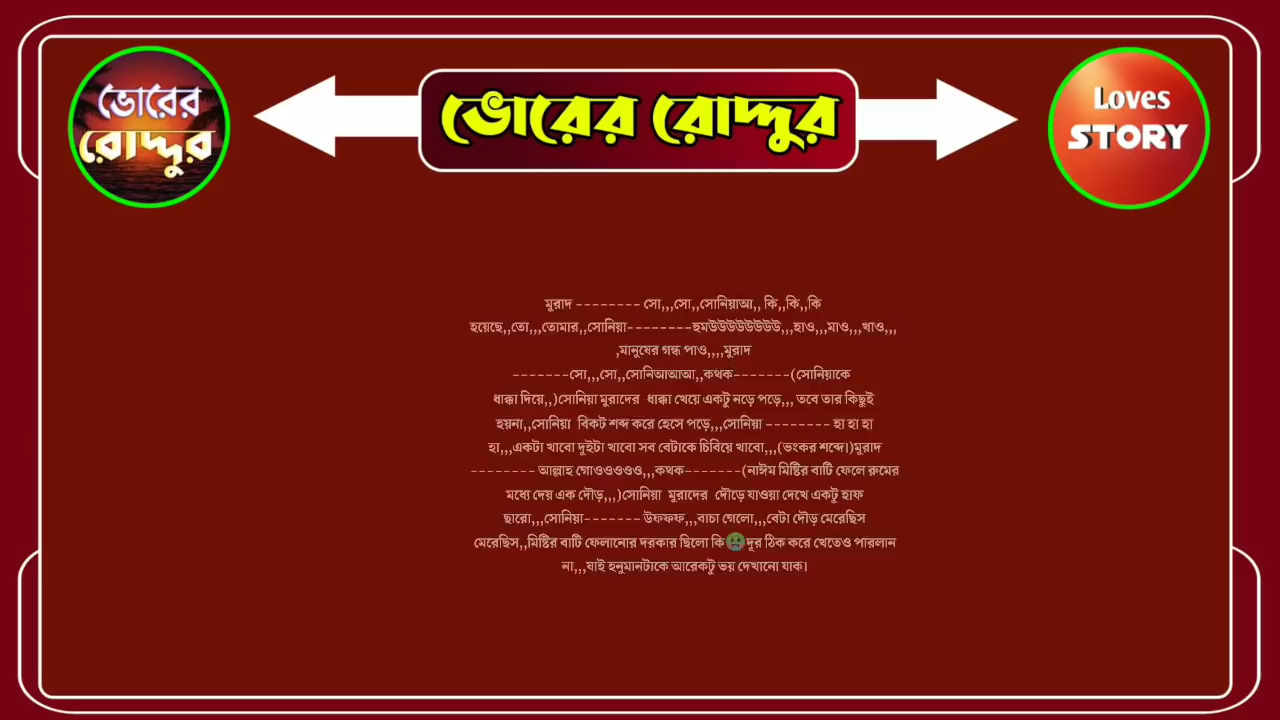 ভোরের
রোদ্দুর
ভোরের রোদ্দুর
Loves
STORY
মুরাদ -------- সো,,,সো,,সোনিয়াআ,, কি,,কি,,কি
হয়েছে,,তো,,,তোমার,,সোনিয়া--------হুমউউউউউউউউ,,,হাও,,,মাও,,,খাও,,,
,মানুষের গন্ধ পাও,,,,মুরাদ
-------সো,,,সো,,সোনিআআআ,,কথক-------(সোনিয়াকে
ধাক্কা দিয়ে,,)সোনিয়া মুরাদের  ধাক্কা খেয়ে একটু নড়ে পড়ে,,, তবে তার কিছুই
হয়না,,সোনিয়া  বিকট শব্দ করে হেসে পড়ে,,,সোনিয়া -------- হা হা হা
হা,,,একটা খাবো দুইটা খাবো সব বেটাকে চিবিয়ে খাবো,,,(ভংকর শব্দে।)মুরাদ
-------- আল্লাহ গোওওওওও,,,কথক-------(নাঈম মিষ্টির বাটি ফেলে রুমের
মধ্যে দেয় এক দৌড়,,,)সোনিয়া  মুরাদের  দৌড়ে যাওয়া দেখে একটু হাফ
ছারো,,,সোনিয়া------- উফফফ,,,বাচা গেলো,,,বেটা দৌড় মেরেছিস
মেরেছিস,,মিষ্টির বাটি ফেলানোর দরকার ছিলো কি🤢দূর ঠিক করে খেতেও পারলান
না,,,যাই হনুমানটাকে আরেকটু ভয় দেখানো যাক।